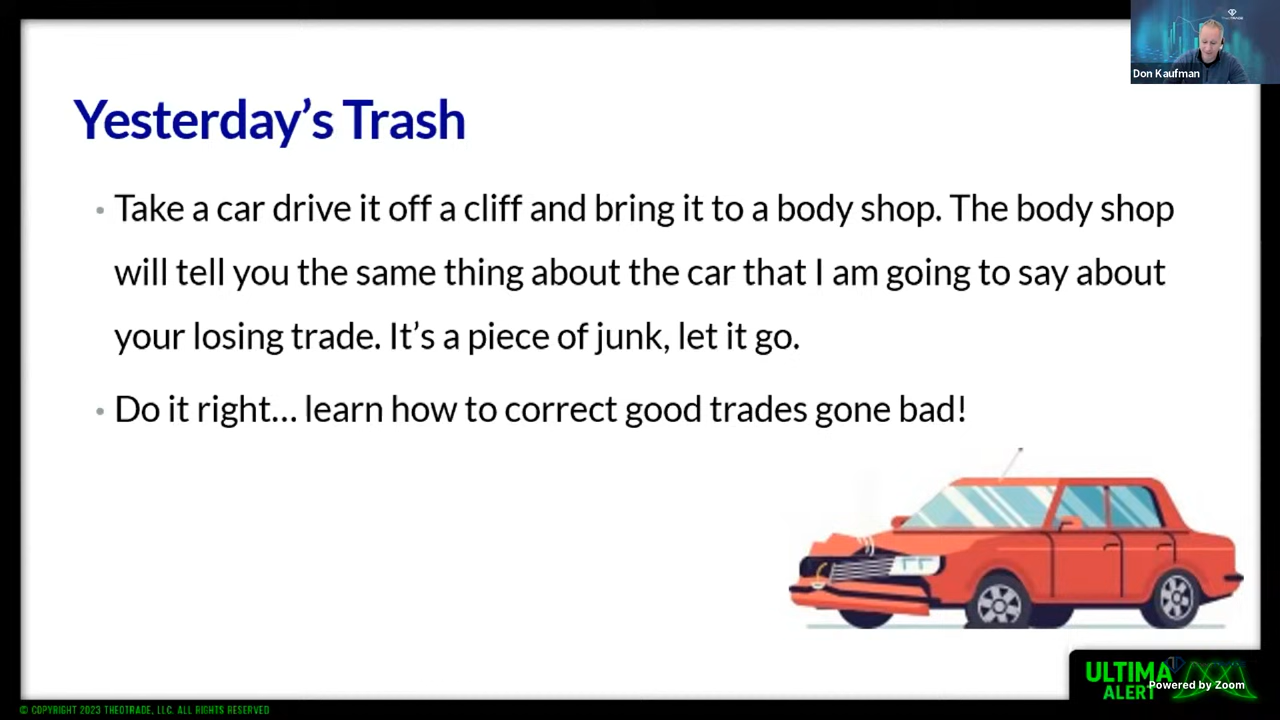 Don Kaufman
Yesterday's Trash
• Take a car drive it off a cliff and bring it to a body shop. The body shop
will tell you the same thing about the car that I am going to say about
your losing trade. It's a piece of junk, let it go.
• Do it right... learn how to correct good trades gone bad!
ULTIMA
ALERT
Powered by Zoom
© COPYRIGHT 2023 THEOTRADE, LLC. ALL RIGHTS RESERVED